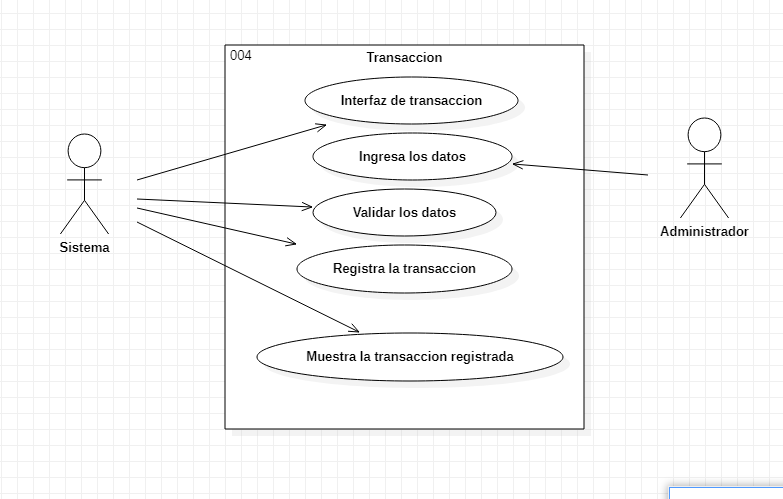 004
Transaccion
Interfaz de transaccion
Ingresa los datos
Validar los datos
Registra la transaccion
Muestra la transaccion registrada
Sistema
Administrador